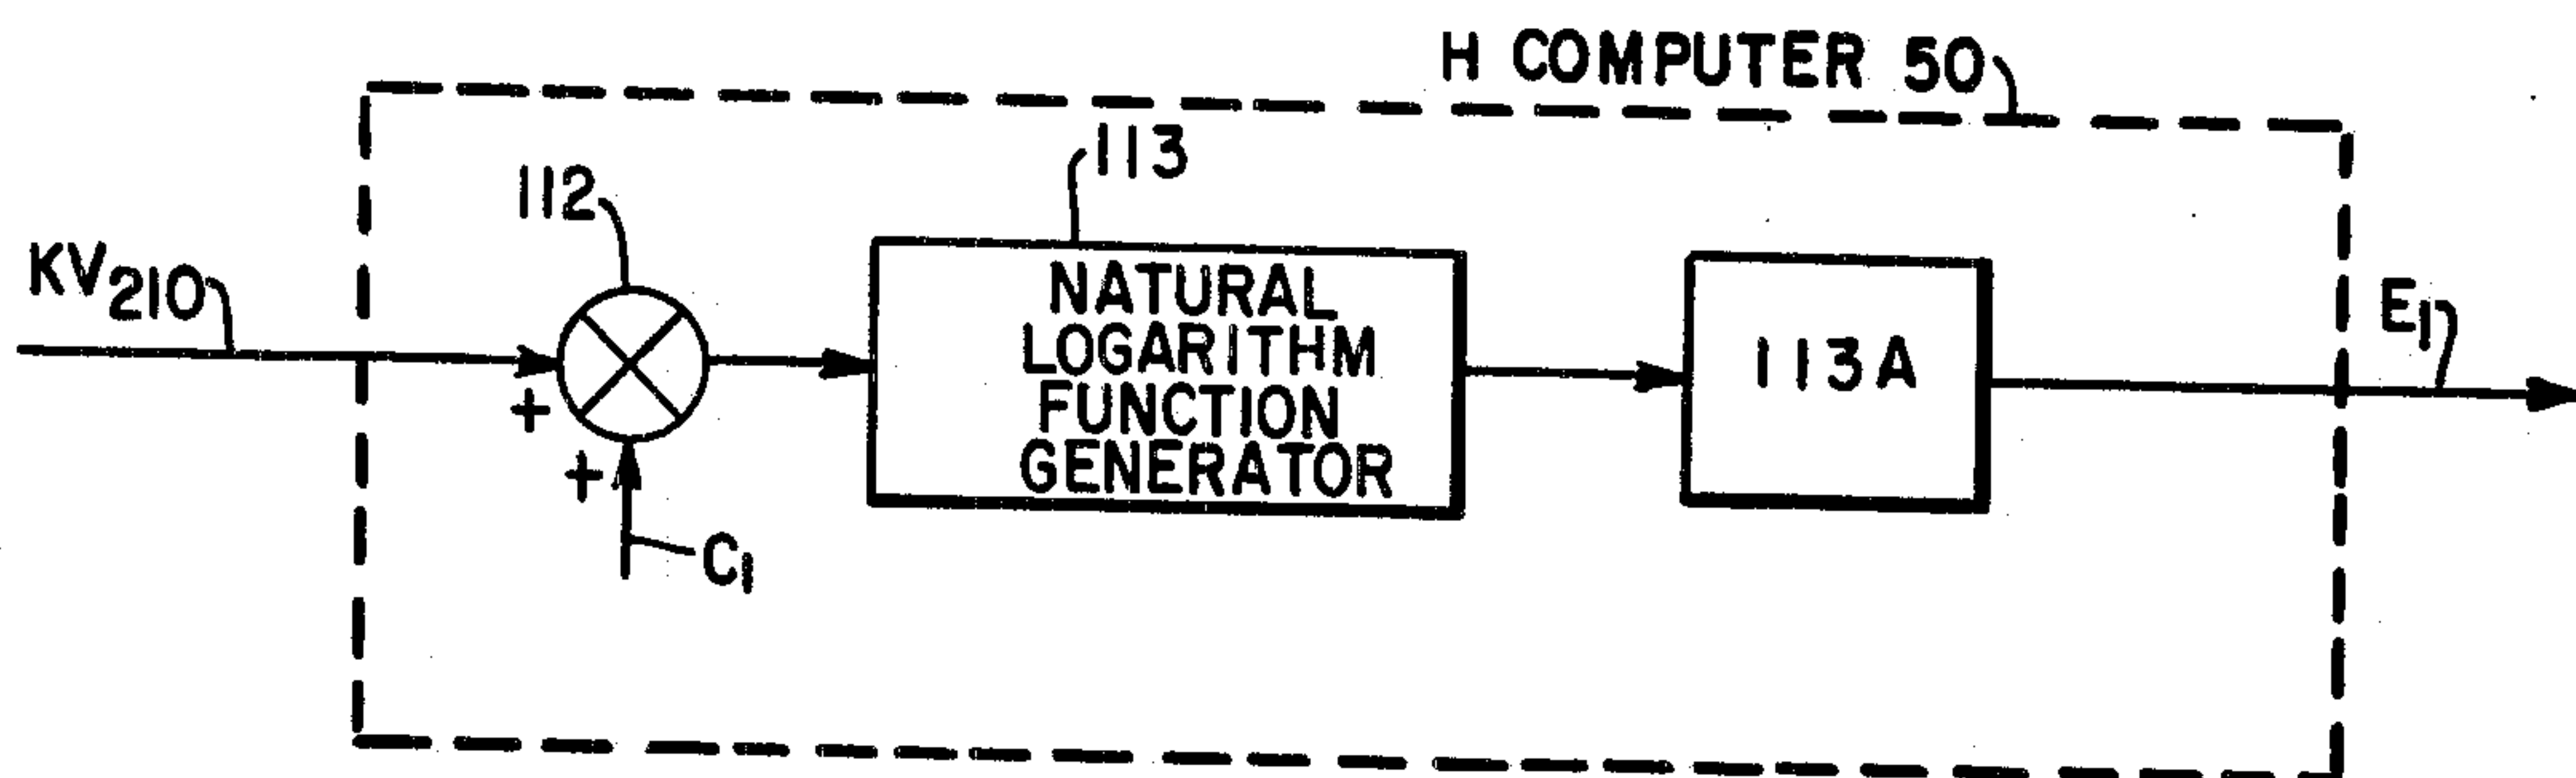 H COMPUTER 50
113
112
KV210
NATURAL
LOGARITHM
FUNCTION
GENERATOR
113A
E1
+
+
C1